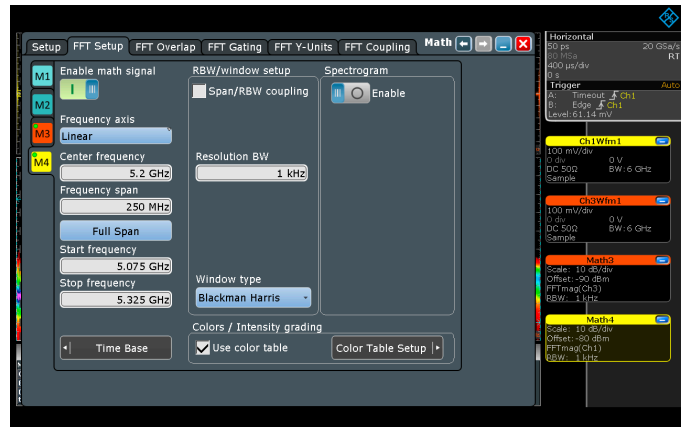 Setup FFT Setup FFT Overlap FFT Gating FFT Y-Units FFT Coupling Math
M1
M2
M3
M4
Enable math signal
Frequency axis
Linear
Center frequency
5.2 GHz
Frequency span
250 MHz
Full Span
Start frequency
5.075 GHz
Stop frequency
5.325 GHz
Time Base
RBW/window setup
Span/RBW coupling
Resolution BW
1 kHz
Window type
Blackman Harris
Spectrogram
Enable
Colors / Intensity grading
Use color table
Color Table Setup
Horizontal
50 ps 20 GSa/s
80 MSa RT
400 µs/div
0 s
Trigger Auto
A: Timeout Ch1
B: Edge Ch1
Level:61.14 mV
Ch1Wfm1
100 mV/div
0 div 0 V
DC 50Ω BW:6 GHz
Sample
Ch3Wfm1
100 mV/div
0 div 0 V
DC 50Ω BW:6 GHz
Sample
Math3
Scale: 10 dB/div
Offset:-90 dBm
FFTmag(Ch3)
RBW: 1 kHz
Math4
Scale: 10 dB/div
Offset:-80 dBm
FFTmag(Ch1)
RBW: 1 kHz